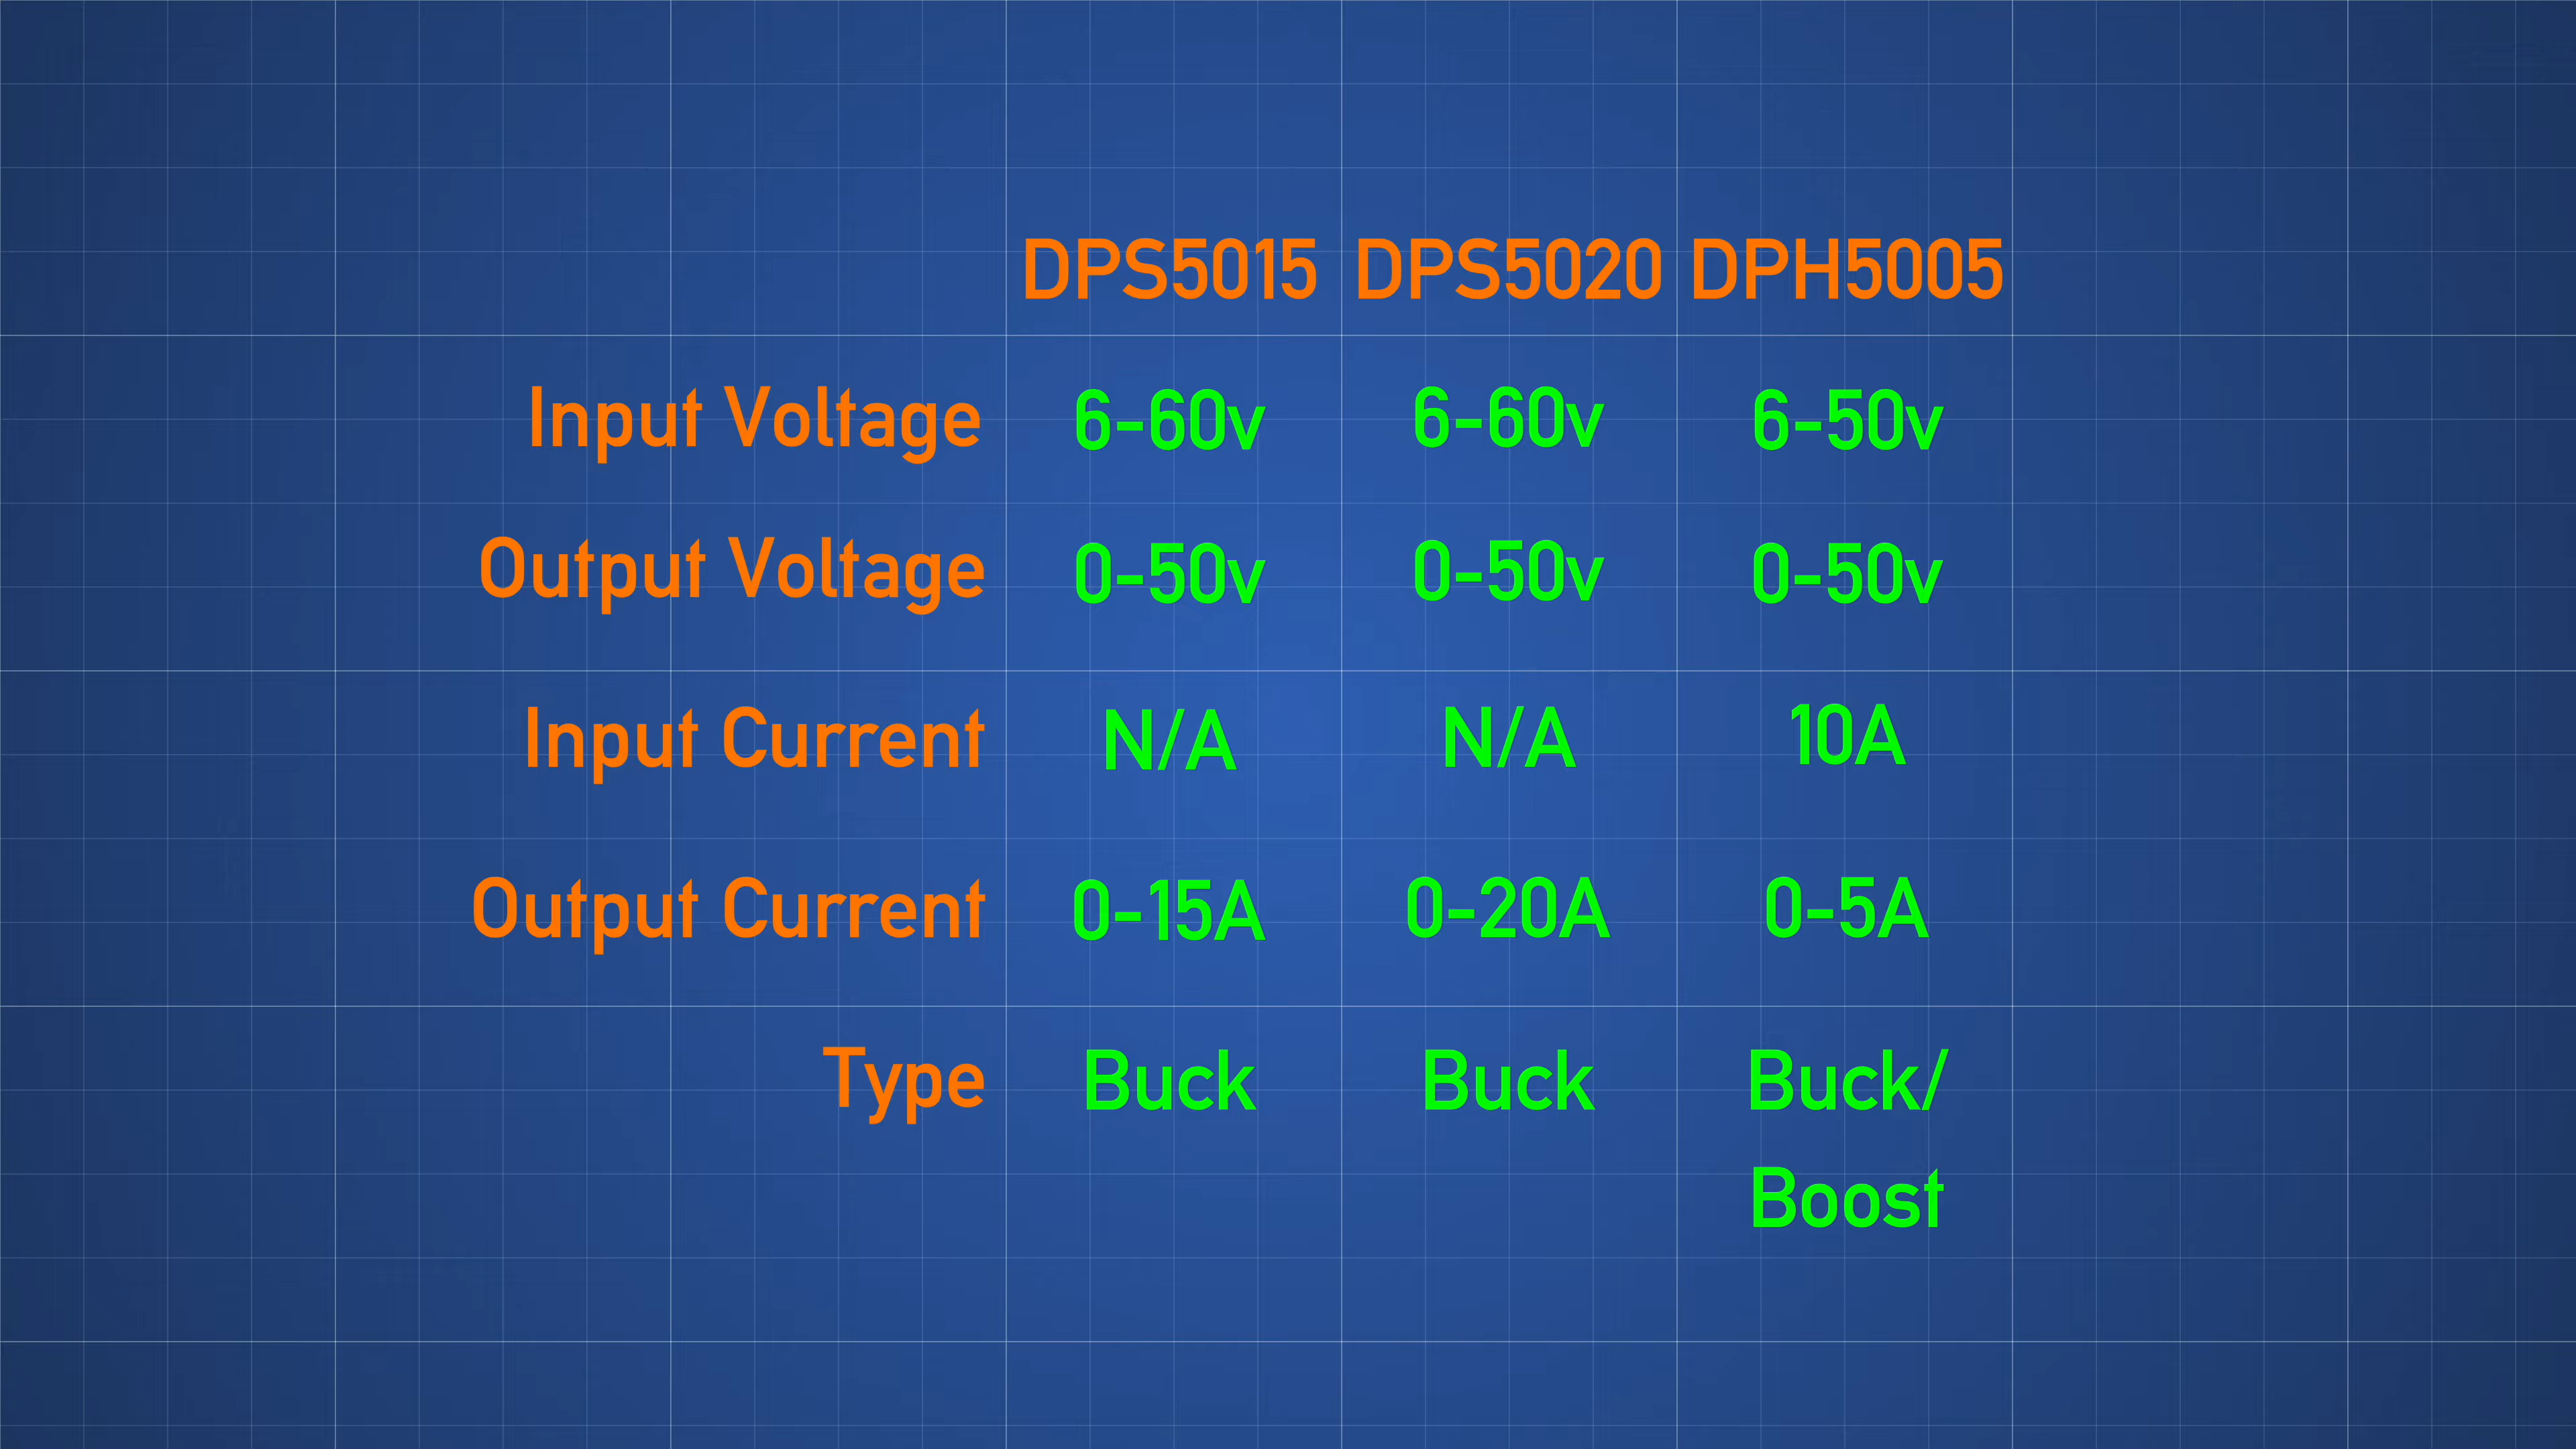 DPS5015 DPS5020 DPH5005
Input Voltage 6-60v 6-60v 6-50v
Output Voltage 0-50v 0-50v 0-50v
Input Current N/A N/A 10A
Output Current 0-15A 0-20A 0-5A
Type Buck Buck Buck/
Boost